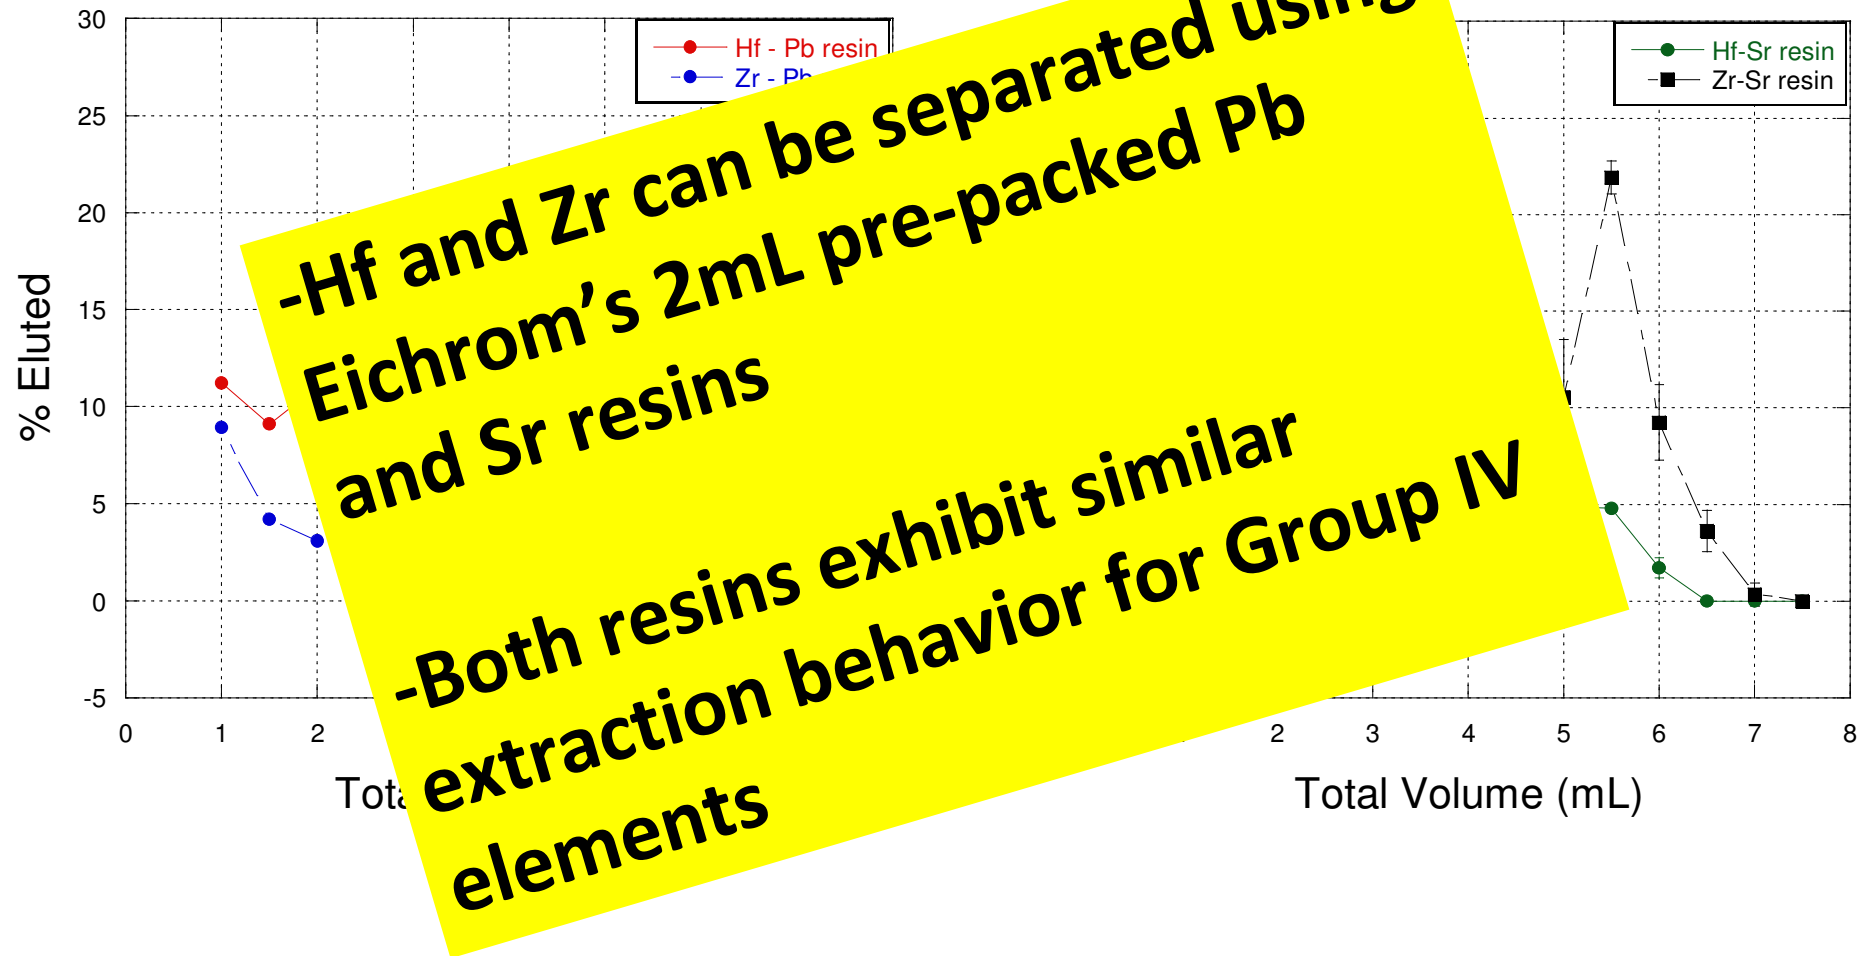 30
25
20
15
10
5
0
-5
% Eluted
0
1
2
Hf - Pb resin
Zr - Pb
-Hf and Zr can be separated using
Eichrom’s 2mL pre-packed Pb
and Sr resins
-Both resins exhibit similar
extraction behavior for Group IV
elements
Hf-Sr resin
Zr-Sr resin
2
3
4
5
6
7
8
Total Volume (mL)